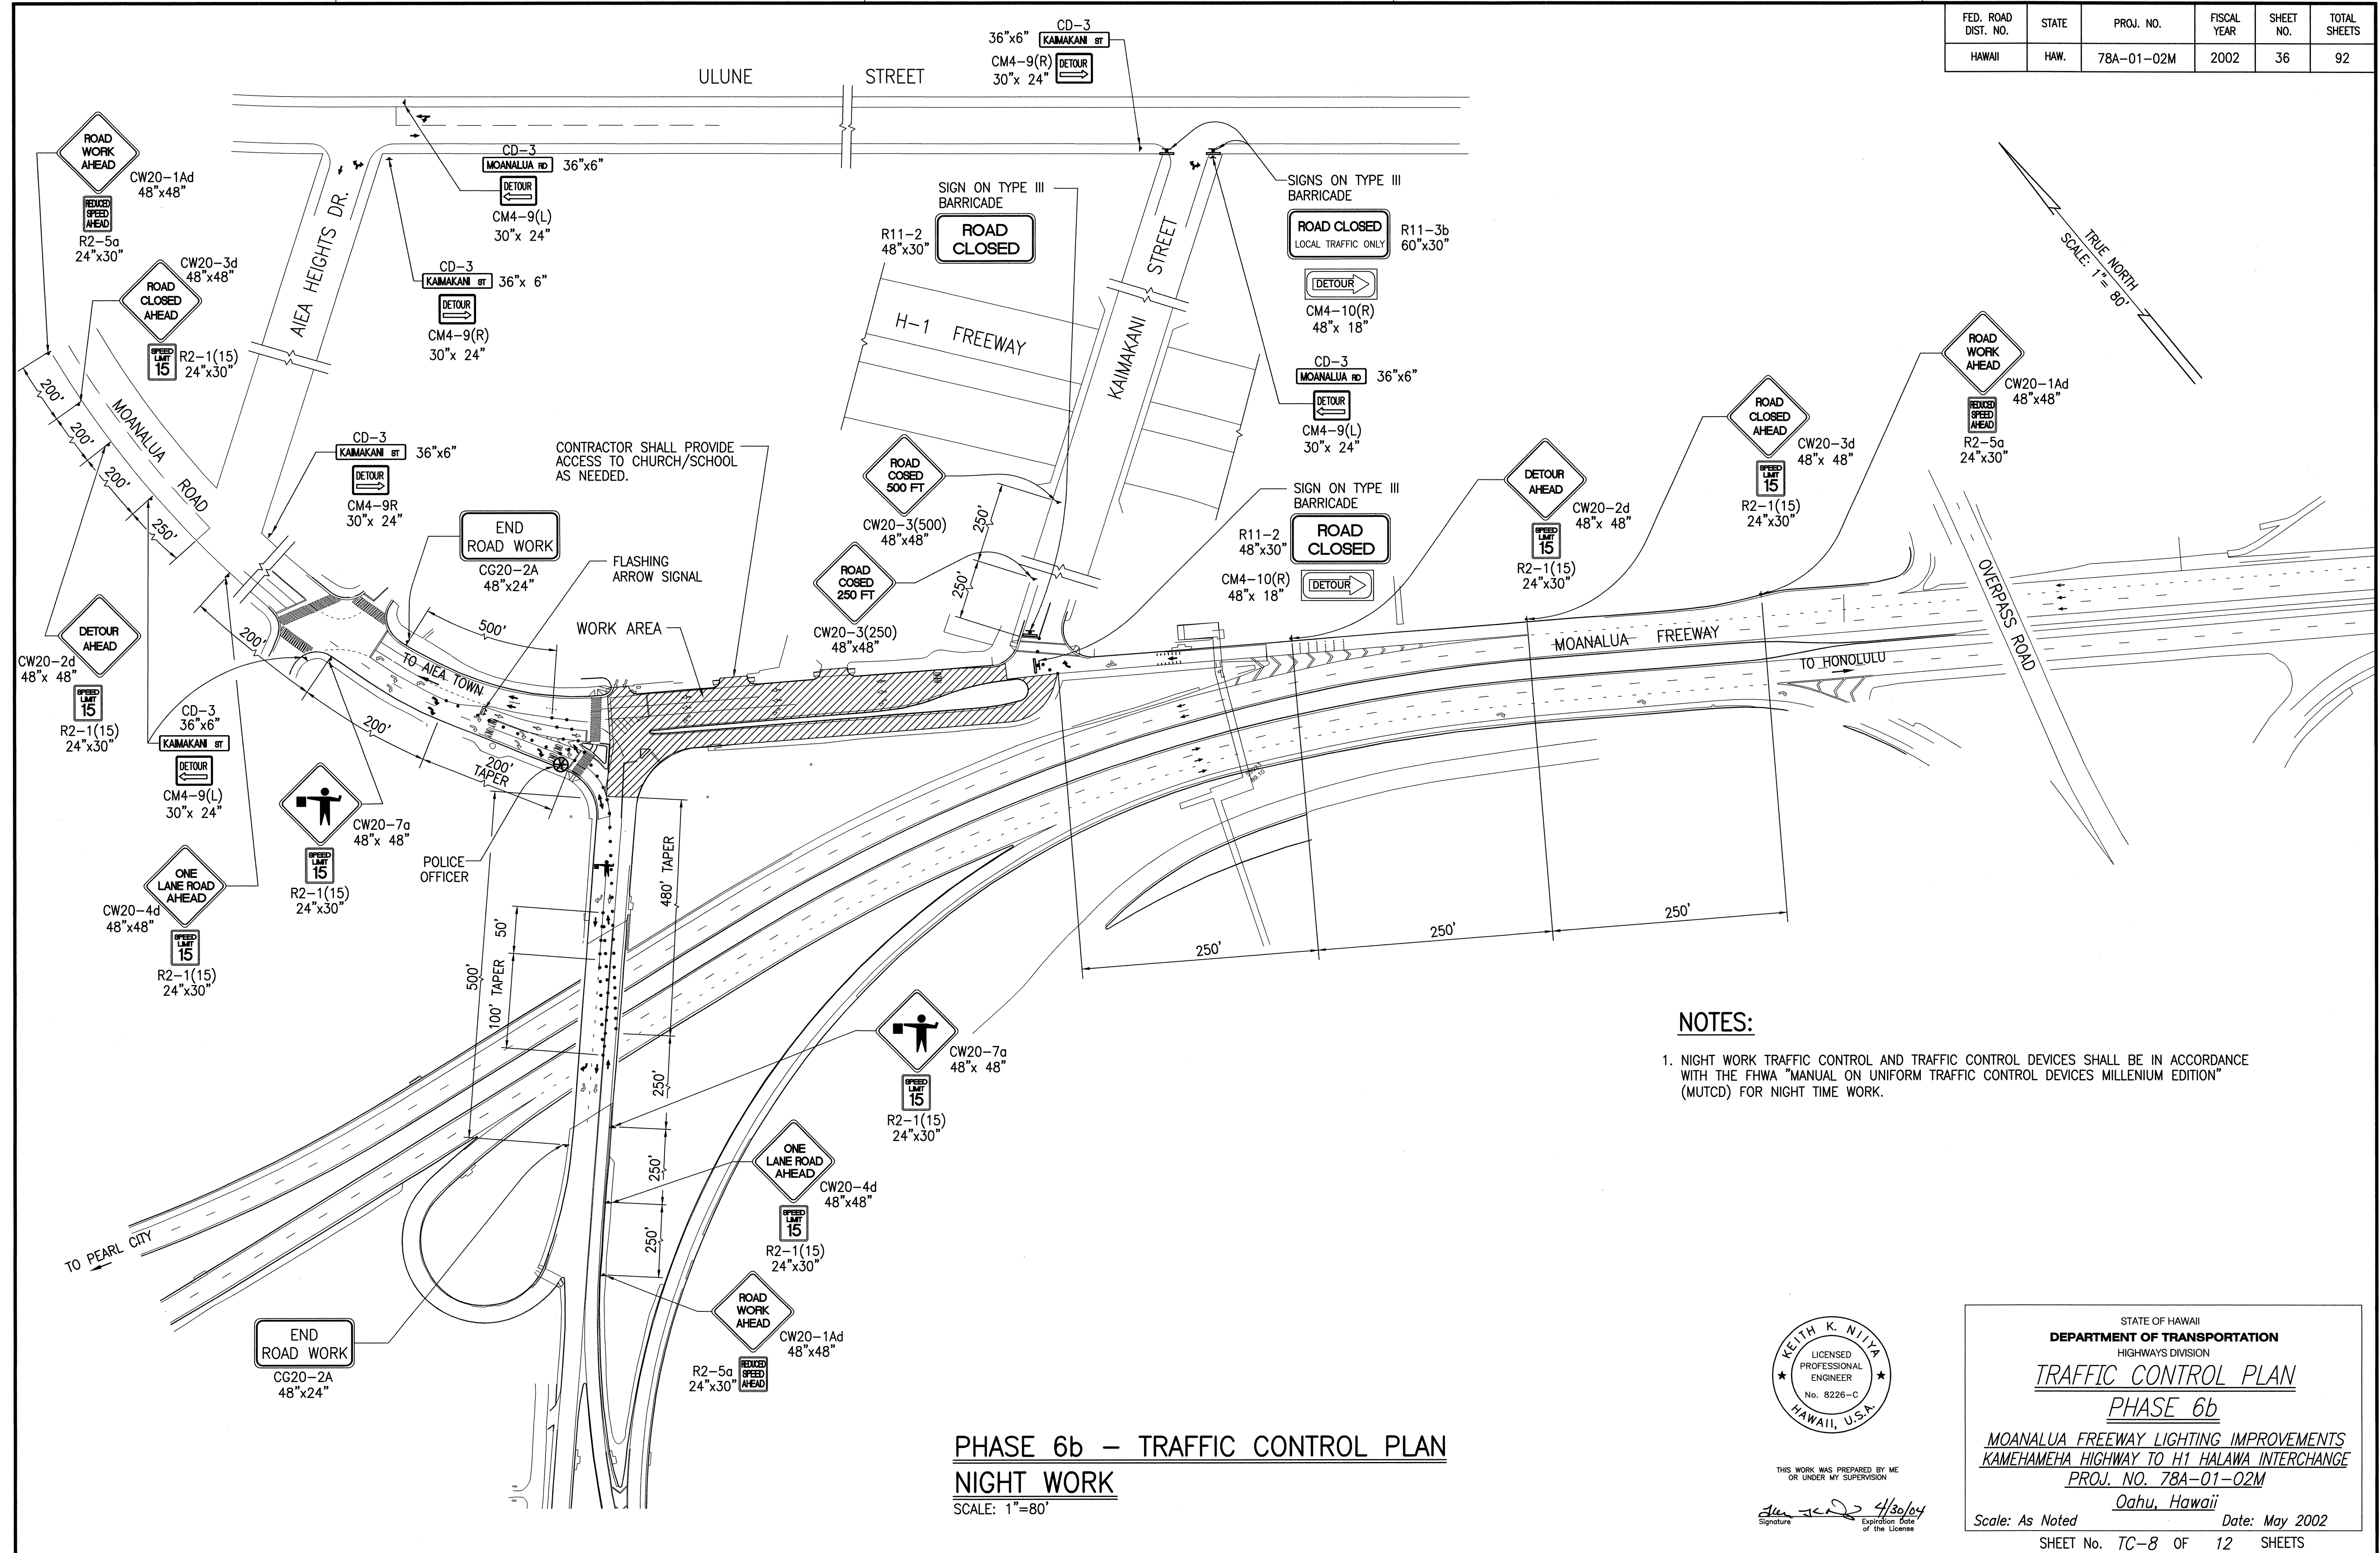 FED. ROAD DIST. NO.
STATE
PROJ. NO.
FISCAL YEAR
SHEET NO.
TOTAL SHEETS
HAWAII
HAW.
78A-01-02M
2002
36
92
CD-3
36"x6" KAIMAKANI ST
CM4-9(R) DETOUR
30"x 24"
ULUNE STREET
ROAD
WORK
AHEAD
CW20-1Ad
48"x48"
REDUCED
SPEED
AHEAD
R2-5a
24"x30"
CW20-3d
48"x48"
ROAD
CLOSED
AHEAD
SPEED
LIMIT
15
R2-1(15)
24"x30"
AIEA HEIGHTS DR.
CD-3
MOANALUA RD 36"x6"
DETOUR
CM4-9(L)
30"x 24"
CD-3
KAIMAKANI ST 36"x 6"
DETOUR
CM4-9(R)
30"x 24"
SIGN ON TYPE III
BARRICADE
R11-2
48"x30"
ROAD
CLOSED
H-1 FREEWAY
KAIMAKANI STREET
SIGNS ON TYPE III
BARRICADE
ROAD CLOSED
LOCAL TRAFFIC ONLY
R11-3b
60"x30"
DETOUR
CM4-10(R)
48"x 18"
CD-3
MOANALUA RD 36"x6"
DETOUR
CM4-9(L)
30"x 24"
TRUE NORTH
SCALE: 1"= 80'
ROAD
WORK
AHEAD
CW20-1Ad
48"x48"
REDUCED
SPEED
AHEAD
R2-5a
24"x30"
ROAD
CLOSED
AHEAD
CW20-3d
48"x 48"
SPEED
LIMIT
15
R2-1(15)
24"x30"
DETOUR
AHEAD
CW20-2d
48"x 48"
SPEED
LIMIT
15
R2-1(15)
24"x30"
200'
200'
200'
250'
MOANALUA ROAD
CD-3
KAIMAKANI ST 36"x6"
DETOUR
CM4-9R
30"x 24"
CONTRACTOR SHALL PROVIDE
ACCESS TO CHURCH/SCHOOL
AS NEEDED.
END
ROAD WORK
CG20-2A
48"x24"
FLASHING
ARROW SIGNAL
WORK AREA
ROAD
COSED
500 FT
CW20-3(500)
48"x48"
250'
ROAD
COSED
250 FT
CW20-3(250)
48"x48"
250'
SIGN ON TYPE III
BARRICADE
R11-2
48"x30"
ROAD
CLOSED
CM4-10(R)
48"x 18"
DETOUR
OVERPASS ROAD
MOANALUA FREEWAY
TO HONOLULU
DETOUR
AHEAD
CW20-2d
48"x 48"
SPEED
LIMIT
15
R2-1(15)
24"x30"
CD-3
36"x6"
KAIMAKANI ST
DETOUR
CM4-9(L)
30"x 24"
200'
500'
TO AIEA TOWN
200'
200'
TAPER
CW20-7a
48"x 48"
SPEED
LIMIT
15
R2-1(15)
24"x30"
POLICE
OFFICER
ONE
LANE ROAD
AHEAD
CW20-4d
48"x48"
SPEED
LIMIT
15
R2-1(15)
24"x30"
500'
50'
100' TAPER
480' TAPER
250'
250'
250'
250'
250'
250'
CW20-7a
48"x 48"
SPEED
LIMIT
15
R2-1(15)
24"x30"
ONE
LANE ROAD
AHEAD
CW20-4d
48"x48"
SPEED
LIMIT
15
R2-1(15)
24"x30"
ROAD
WORK
AHEAD
CW20-1Ad
48"x48"
R2-5a
24"x30"
REDUCED
SPEED
AHEAD
TO PEARL CITY
END
ROAD WORK
CG20-2A
48"x24"
NOTES:
1. NIGHT WORK TRAFFIC CONTROL AND TRAFFIC CONTROL DEVICES SHALL BE IN ACCORDANCE
WITH THE FHWA "MANUAL ON UNIFORM TRAFFIC CONTROL DEVICES MILLENIUM EDITION"
(MUTCD) FOR NIGHT TIME WORK.
PHASE 6b – TRAFFIC CONTROL PLAN
NIGHT WORK
SCALE: 1"=80'
KEITH K. NIIYA
LICENSED
PROFESSIONAL
ENGINEER
No. 8226-C
HAWAII, U.S.A.
THIS WORK WAS PREPARED BY ME
OR UNDER MY SUPERVISION
4/30/04
Signature
Expiration Date
of the License
STATE OF HAWAII
DEPARTMENT OF TRANSPORTATION
HIGHWAYS DIVISION
TRAFFIC CONTROL PLAN
PHASE 6b
MOANALUA FREEWAY LIGHTING IMPROVEMENTS
KAMEHAMEHA HIGHWAY TO H1 HALAWA INTERCHANGE
PROJ. NO. 78A-01-02M
Oahu, Hawaii
Scale: As Noted Date: May 2002
SHEET No. TC-8 OF 12 SHEETS